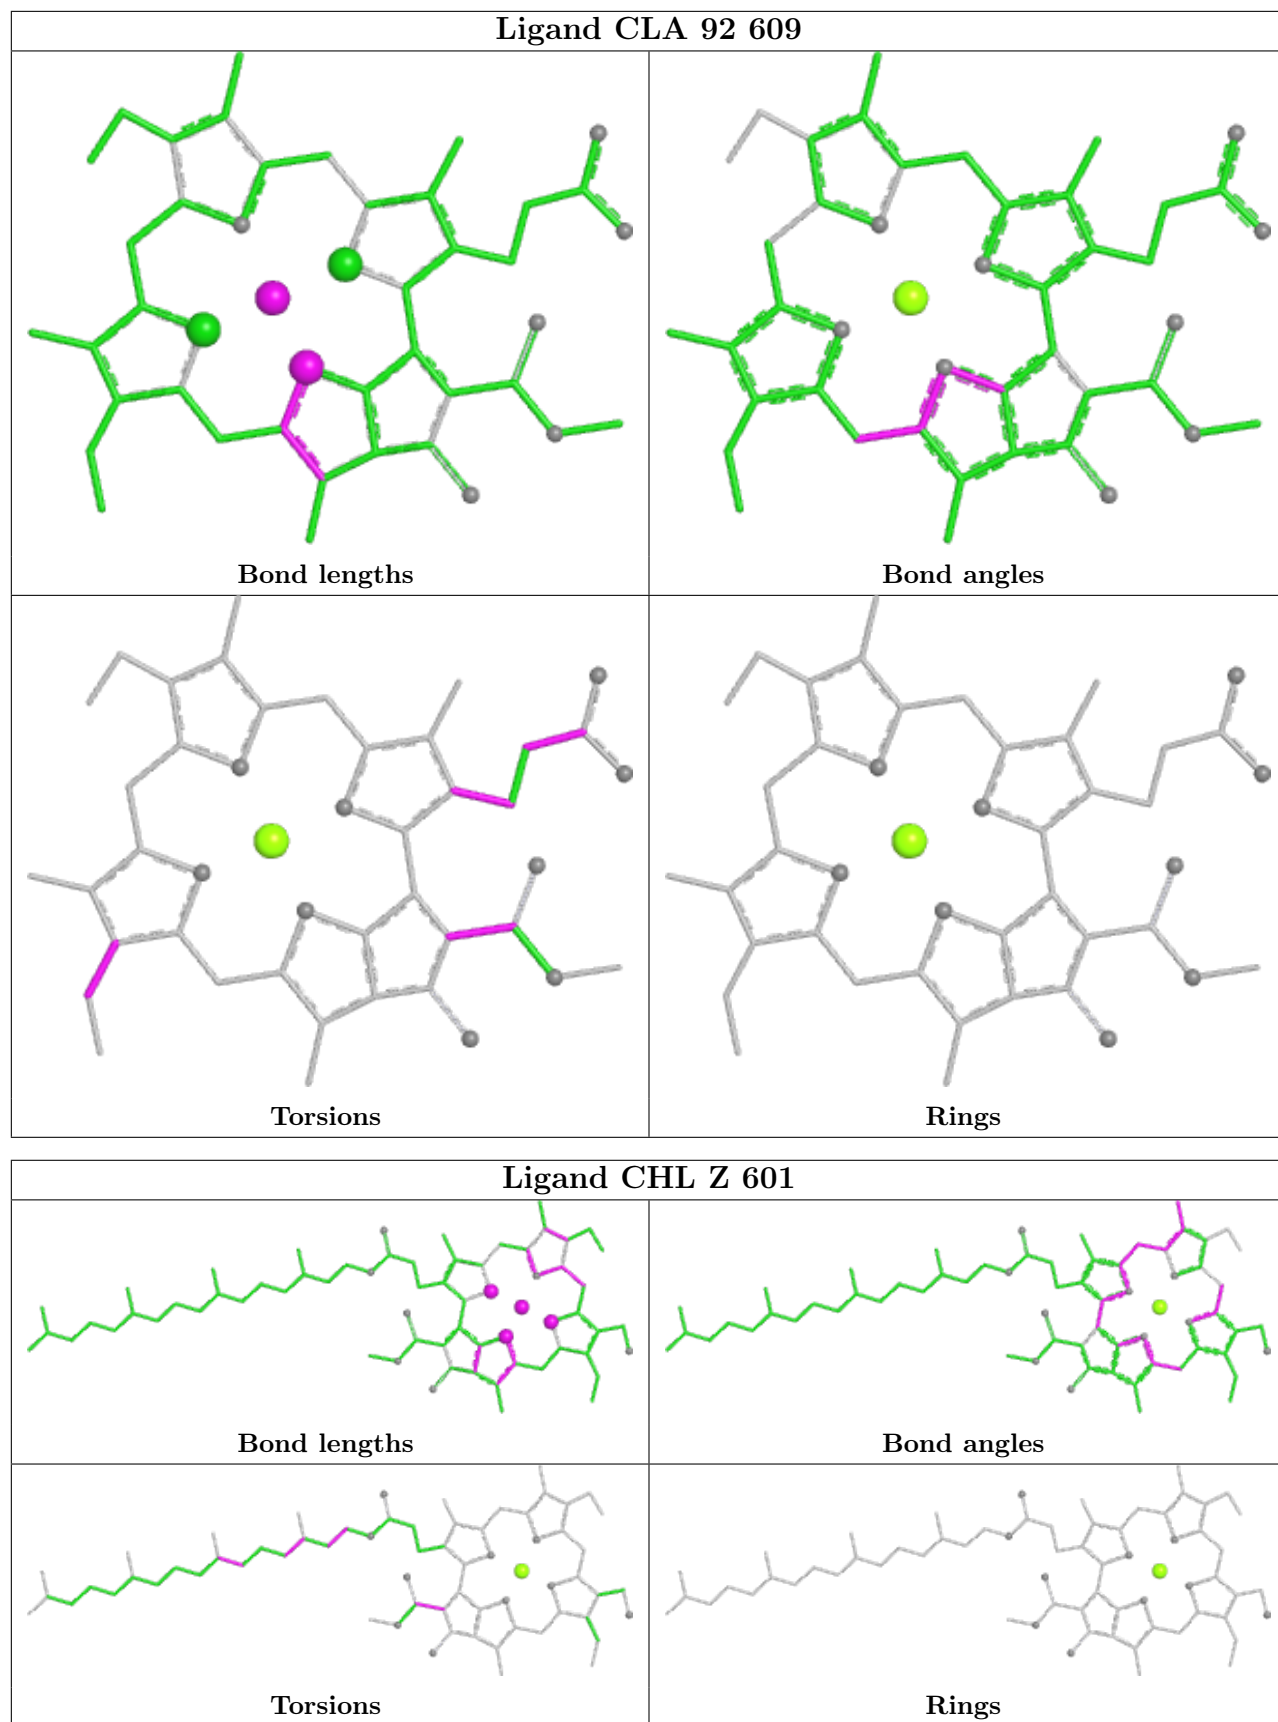 Ligand CLA 92 609
Bond lengths
Bond angles
Torsions
Rings
Ligand CHL Z 601
Bond lengths
Bond angles
Torsions
Rings